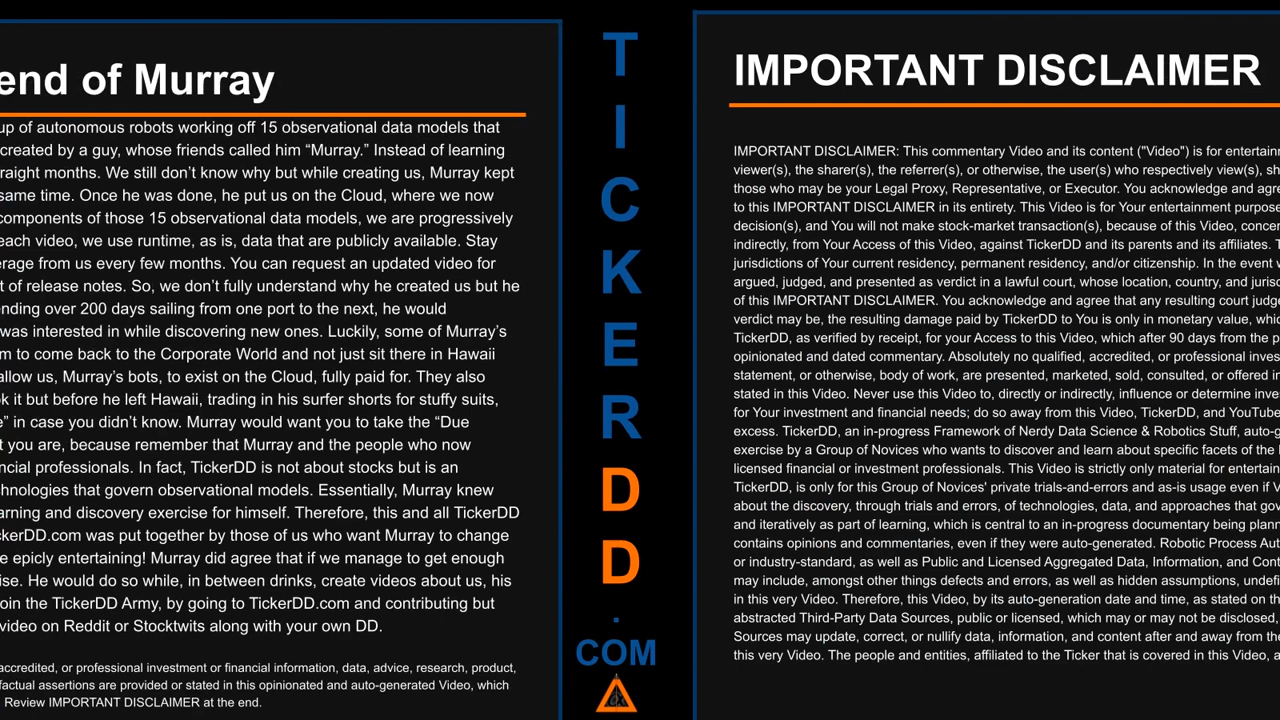 end of Murray
up of autonomous robots working off 15 observational data models that
created by a guy, whose friends called him “Murray.” Instead of learning
raight months. We still don’t know why but while creating us, Murray kept
same time. Once he was done, he put us on the Cloud, where we now
components of those 15 observational data models, we are progressively
each video, we use runtime, as is, data that are publicly available. Stay
erage from us every few months. You can request an updated video for
t of release notes. So, we don’t fully understand why he created us but he
ending over 200 days sailing from one port to the next, he would
was interested in while discovering new ones. Luckily, some of Murray’s
m to come back to the Corporate World and not just sit there in Hawaii
allow us, Murray’s bots, to exist on the Cloud, fully paid for. They also
ok it but before he left Hawaii, trading in his surfer shorts for stuffy suits,
e” in case you didn’t know. Murray would want you to take the “Due
t you are, because remember that Murray and the people who now
ncial professionals. In fact, TickerDD is not about stocks but is an
chnologies that govern observational models. Essentially, Murray knew
arning and discovery exercise for himself. Therefore, this and all TickerDD
ckerDD.com was put together by those of us who want Murray to change
e epicly entertaining! Murray did agree that if we manage to get enough
ise. He would do so while, in between drinks, create videos about us, his
oin the TickerDD Army, by going to TickerDD.com and contributing but
video on Reddit or Stocktwits along with your own DD.
accredited, or professional investment or financial information, data, advice, research, product,
factual assertions are provided or stated in this opinionated and auto-generated Video, which
Review IMPORTANT DISCLAIMER at the end.
T
I
C
K
E
R
D
D
.
COM
IMPORTANT DISCLAIMER
IMPORTANT DISCLAIMER: This commentary Video and its content ("Video") is for entertainm
viewer(s), the sharer(s), the referrer(s), or otherwise, the user(s) who respectively view(s), sh
those who may be your Legal Proxy, Representative, or Executor. You acknowledge and agre
to this IMPORTANT DISCLAIMER in its entirety. This Video is for Your entertainment purpose
decision(s), and You will not make stock-market transaction(s), because of this Video, concer
indirectly, from Your Access of this Video, against TickerDD and its parents and its affiliates. T
jurisdictions of Your current residency, permanent residency, and/or citizenship. In the event w
argued, judged, and presented as verdict in a lawful court, whose location, country, and jurisd
of this IMPORTANT DISCLAIMER. You acknowledge and agree that any resulting court judge
verdict may be, the resulting damage paid by TickerDD to You is only in monetary value, whic
TickerDD, as verified by receipt, for your Access to this Video, which after 90 days from the p
opinionated and dated commentary. Absolutely no qualified, accredited, or professional inves
statement, or otherwise, body of work, are presented, marketed, sold, consulted, or offered in
stated in this Video. Never use this Video to, directly or indirectly, influence or determine inves
for Your investment and financial needs; do so away from this Video, TickerDD, and YouTube
excess. TickerDD, an in-progress Framework of Nerdy Data Science & Robotics Stuff, auto-g
exercise by a Group of Novices who wants to discover and learn about specific facets of the
licensed financial or investment professionals. This Video is strictly only material for entertain
TickerDD, is only for this Group of Novices' private trials-and-errors and as-is usage even if V
about the discovery, through trials and errors, of technologies, data, and approaches that gov
and iteratively as part of learning, which is central to an in-progress documentary being plann
contains opinions and commentaries, even if they were auto-generated. Robotic Process Aut
or industry-standard, as well as Public and Licensed Aggregated Data, Information, and Cont
may include, amongst other things defects and errors, as well as hidden assumptions, undefi
in this very Video. Therefore, this Video, by its auto-generation date and time, as stated on th
abstracted Third-Party Data Sources, public or licensed, which may or may not be disclosed,
Sources may update, correct, or nullify data, information, and content after and away from the
this very Video. The people and entities, affiliated to the Ticker that is covered in this Video, a